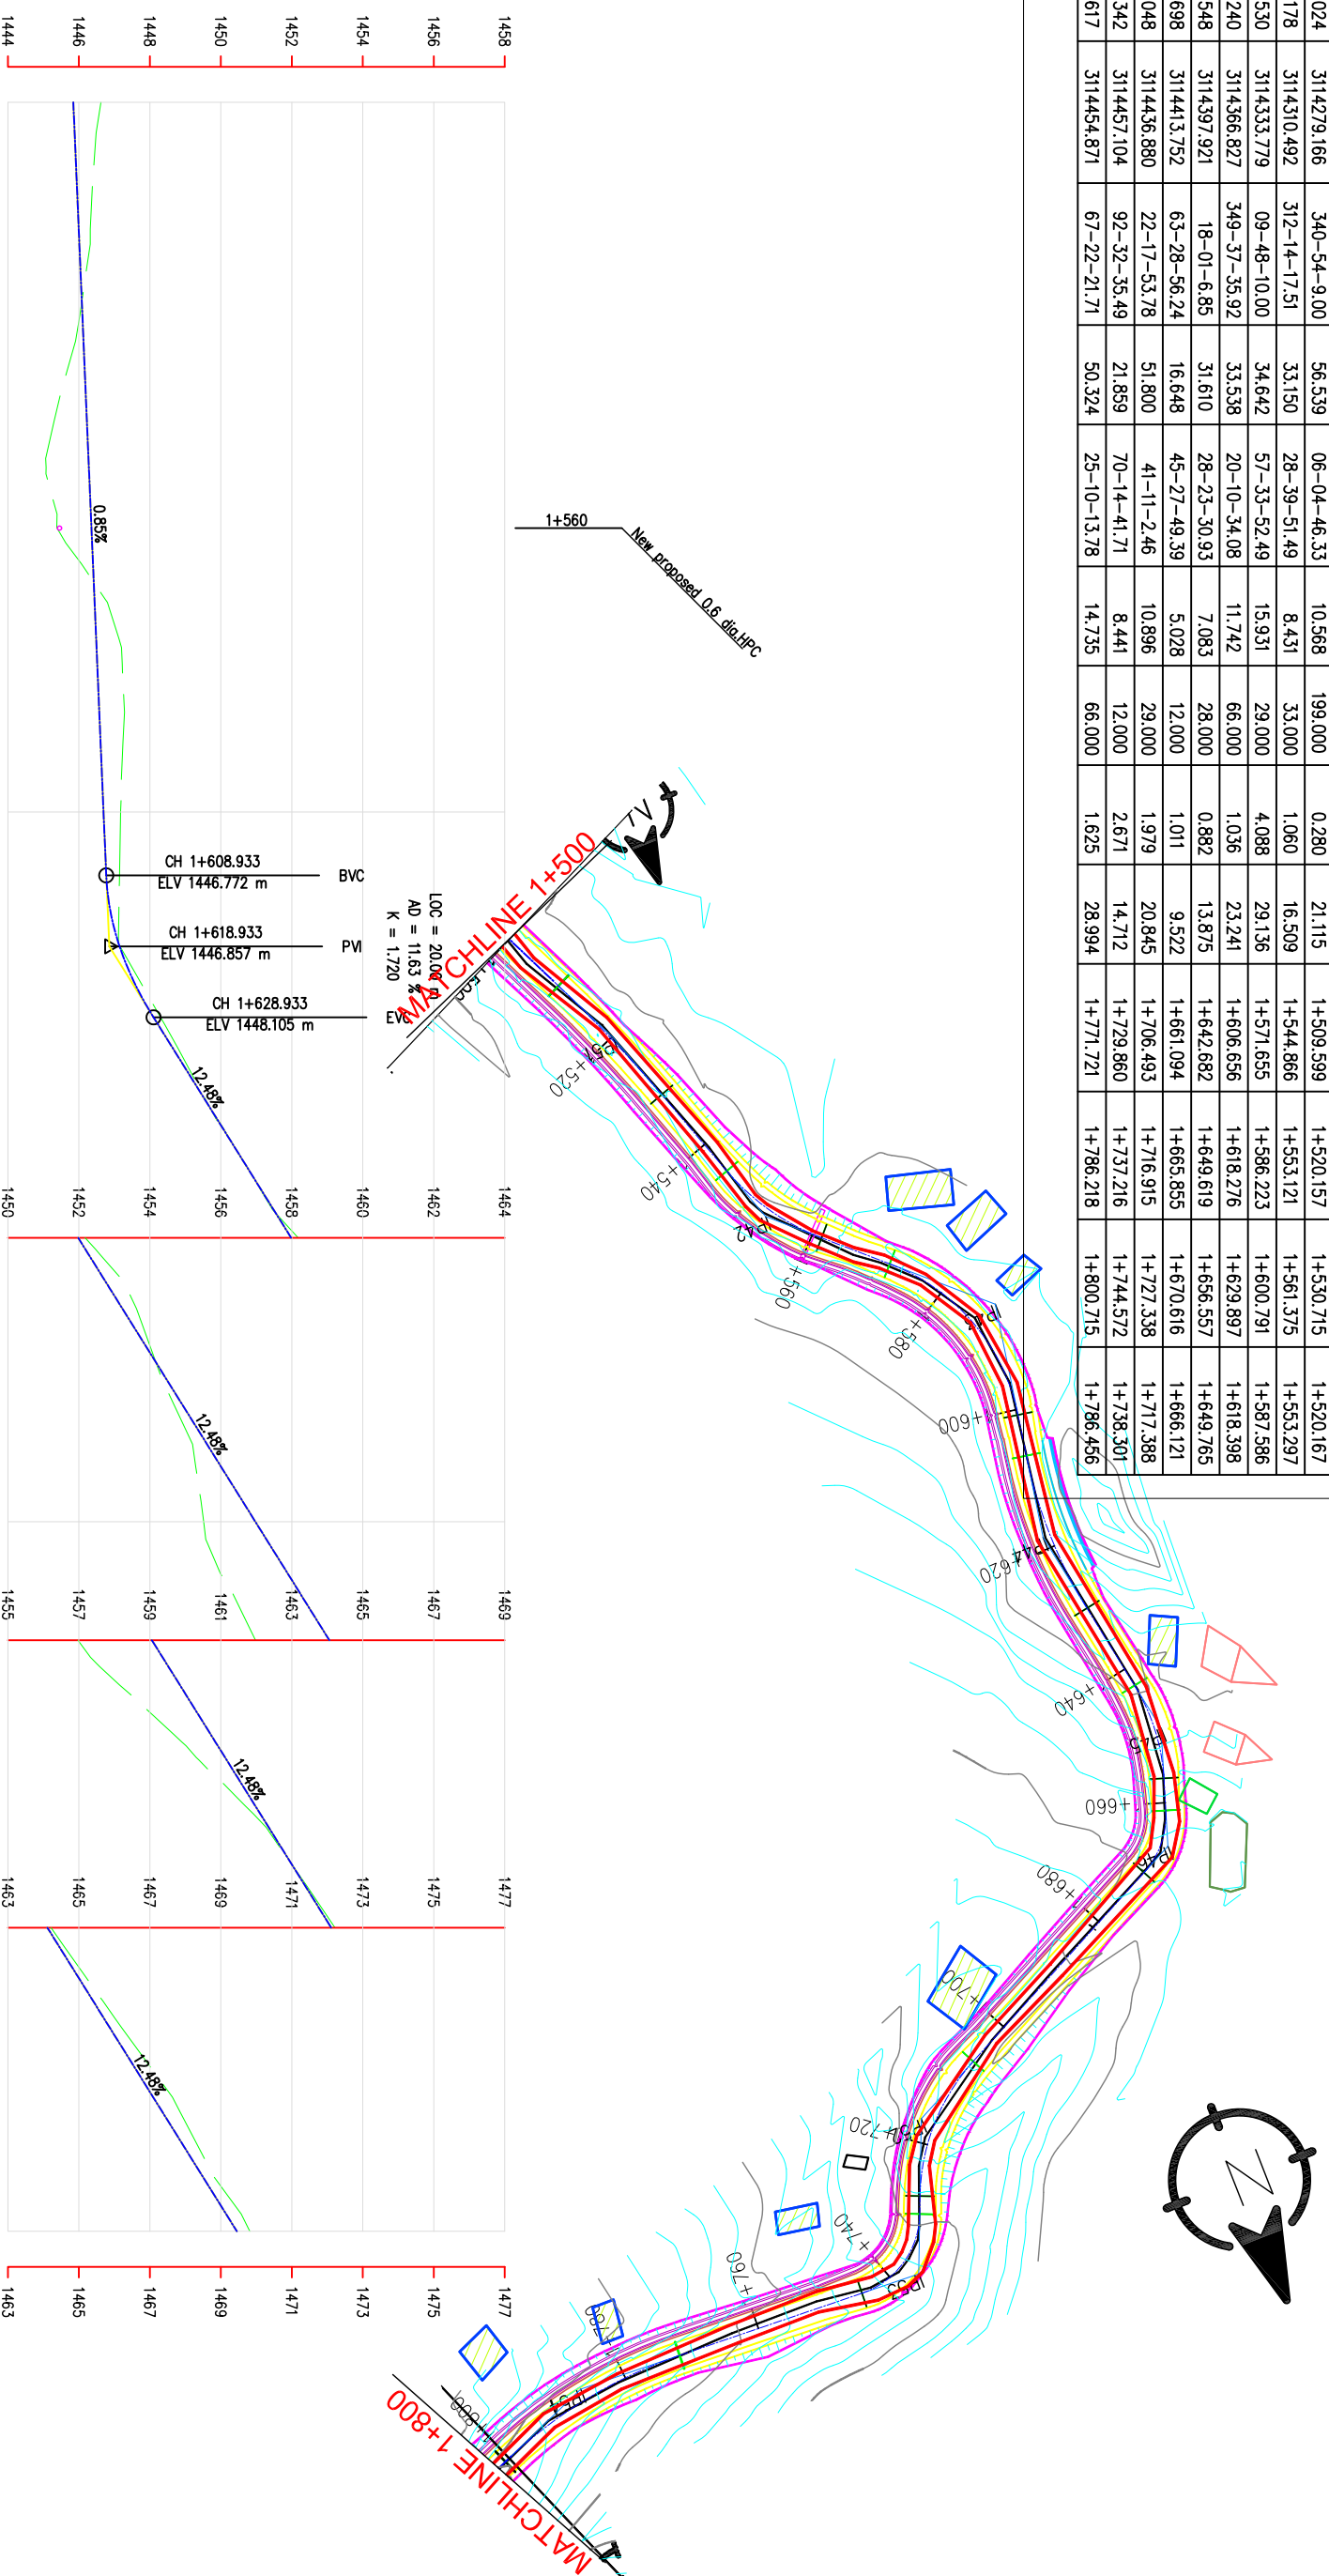 024 3114279.166 340-54-9.00 56.539 06-04-46.33 10.568 199.000 0.280 21.115 1+509.599 1+520.157 1+530.715 1+520.167
178 3114310.492 312-14-17.51 33.150 28-39-51.49 8.431 33.000 1.060 16.509 1+544.866 1+553.121 1+561.375 1+553.297
530 3114333.779 09-48-10.00 34.642 57-33-52.49 15.931 29.000 4.088 29.136 1+571.655 1+586.223 1+600.791 1+587.586
240 3114366.827 349-37-35.92 33.538 20-10-34.08 11.742 66.000 1.036 23.241 1+606.656 1+618.276 1+629.897 1+618.398
548 3114397.921 18-01-6.85 31.610 28-23-30.93 7.083 28.000 0.882 13.875 1+642.682 1+649.619 1+656.557 1+649.765
698 3114413.752 63-28-56.24 16.648 45-27-49.39 5.028 12.000 1.011 9.522 1+661.094 1+665.855 1+670.616 1+666.121
048 3114436.880 22-17-53.78 51.800 41-11-2.46 10.896 29.000 1.979 20.845 1+706.493 1+716.915 1+727.338 1+717.388
342 3114457.104 92-32-35.49 21.859 70-14-41.71 8.441 12.000 2.671 14.712 1+729.860 1+737.216 1+744.572 1+738.301
617 3114454.871 67-22-21.71 50.324 25-10-13.78 14.735 66.000 1.625 28.994 1+771.721 1+786.218 1+800.715 1+786.456
MATCHLINE 1+500
+520
+540
IP42
+560
+580
+600
+620
+640
+660
+680
+700
+720
+740
+760
1+800
MATCHLINE 1+800
N
New proposed 0.6 dia.HPC
1+560
LOC = 20.00 m
AD = 11.63 %
K = 1.720
BVC
CH 1+608.933
ELV 1446.772 m
PVI
CH 1+618.933
ELV 1446.857 m
EVC
CH 1+628.933
ELV 1448.105 m
0.85%
12.48%
12.48%
12.48%
12.48%
1458
1456
1454
1452
1450
1448
1446
1444
1464
1462
1460
1458
1456
1454
1452
1450
1469
1467
1465
1463
1461
1459
1457
1455
1477
1475
1473
1471
1469
1467
1465
1463
1477
1475
1473
1471
1469
1467
1465
1463